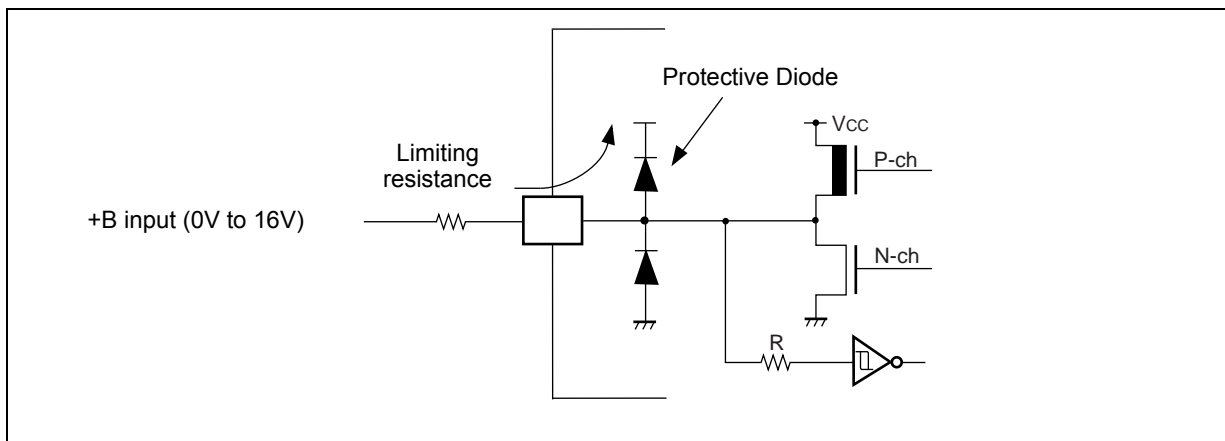 Protective Diode
VCC
Limiting
resistance
P-ch
+B input (0V to 16V)
N-ch
R